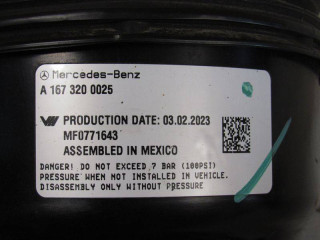 Mercedes-Benz
A 167 320 0025
PRODUCTION DATE: 03.02.2023
MF0771643
ASSEMBLED IN MEXICO
DANGER! DO NOT EXCEED 7 BAR (100PSI)
PRESSURE WHEN NOT INSTALLED IN VEHICLE.
DISASSEMBLY ONLY WITHOUT PRESSURE